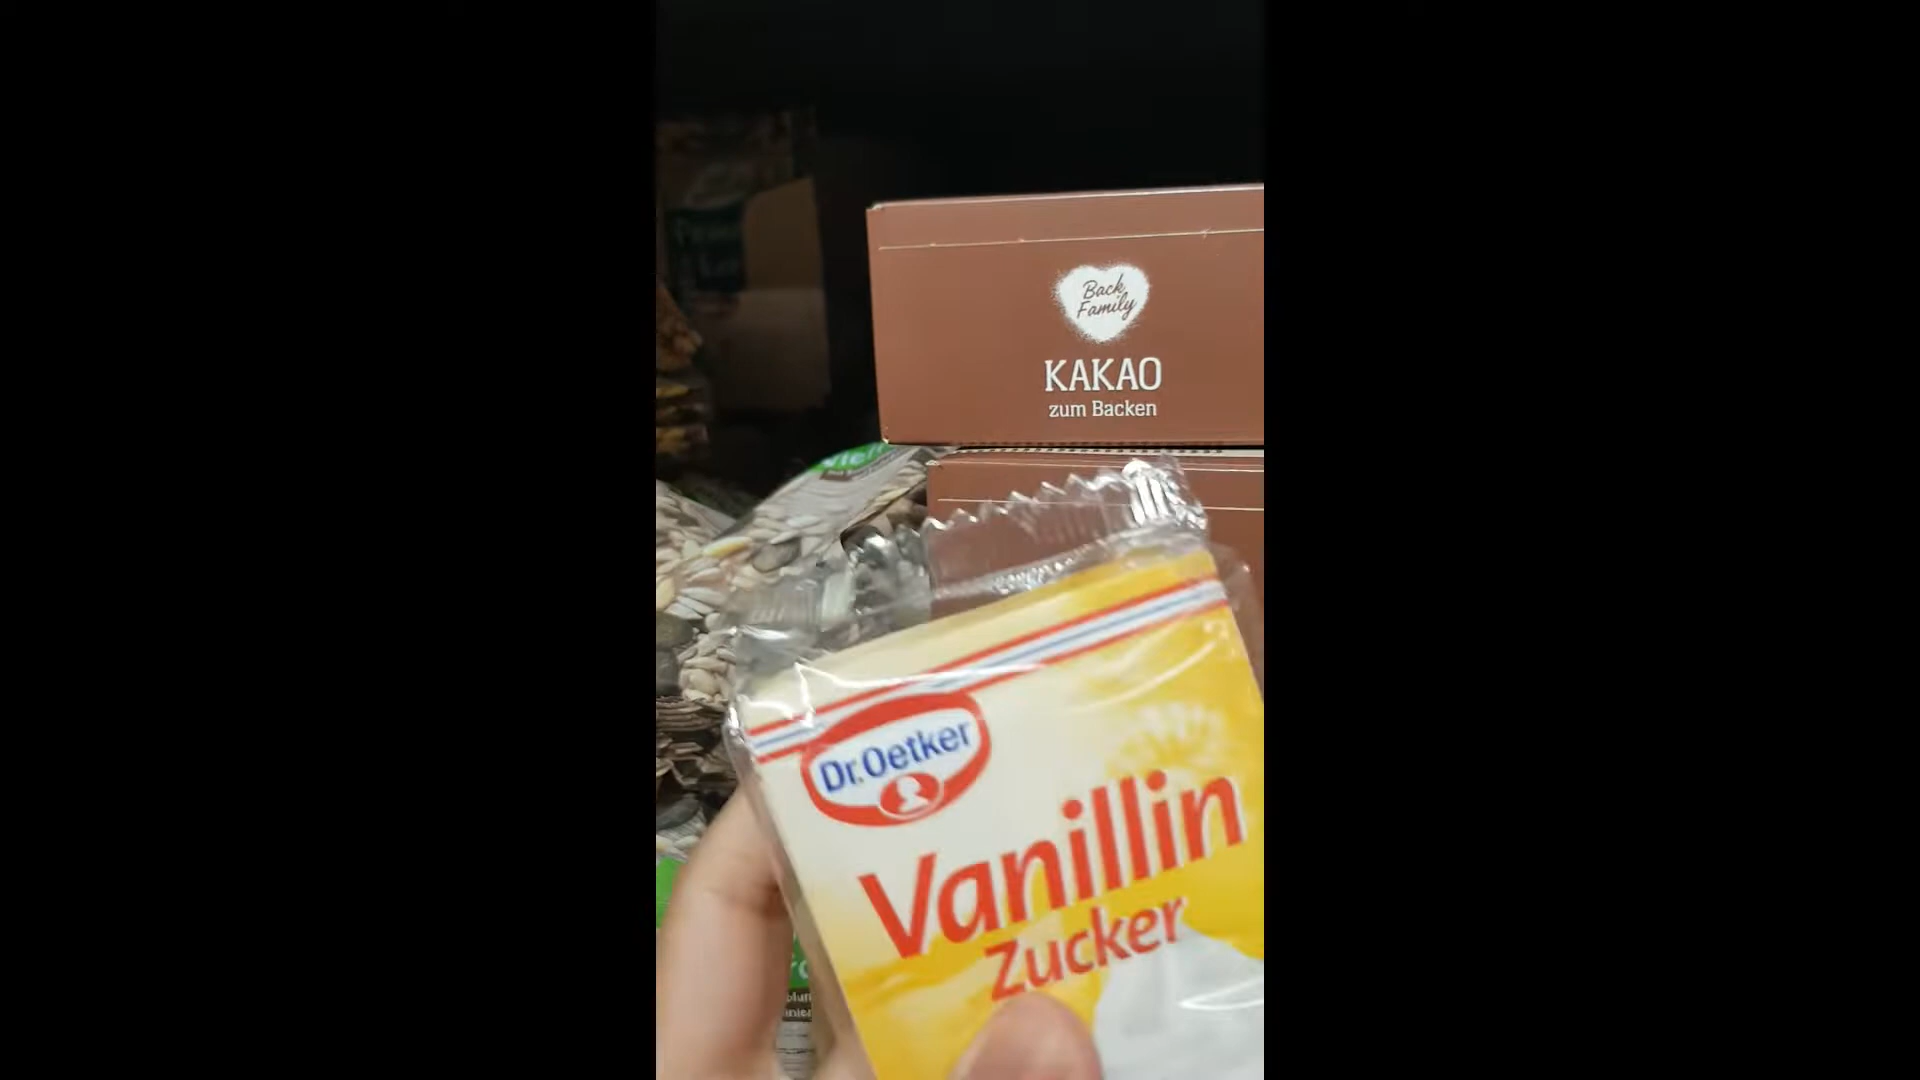 Back
Family
KAKAO
zum Backen
Dr.Oetker
Vanillin
Zucker